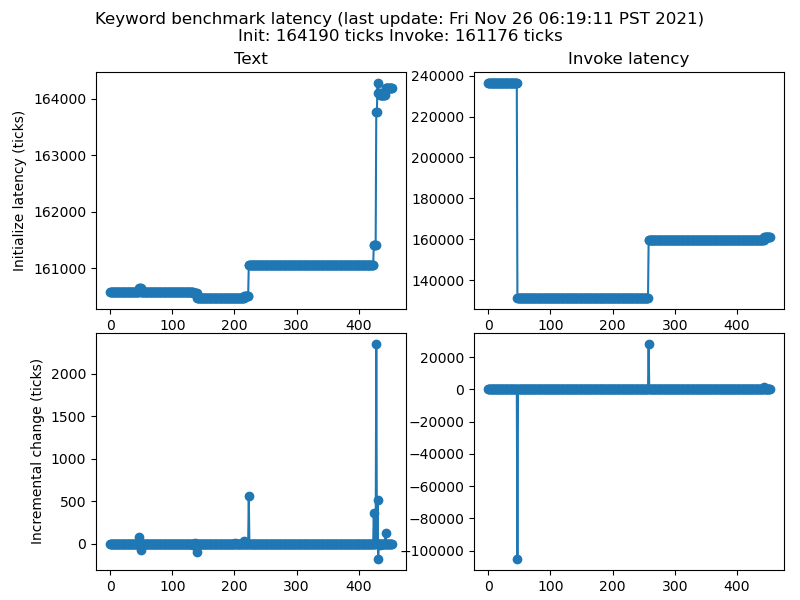 Keyword benchmark latency (last update: Fri Nov 26 06:19:11 PST 2021)
Init: 164190 ticks Invoke: 161176 ticks
Text
Invoke latency
Initialize latency (ticks)
164000
163000
162000
161000
0 100 200 300 400
240000
220000
200000
180000
160000
140000
0 100 200 300 400
Incremental change (ticks)
2000
1500
1000
500
0
0 100 200 300 400
20000
0
−20000
−40000
−60000
−80000
−100000
0 100 200 300 400